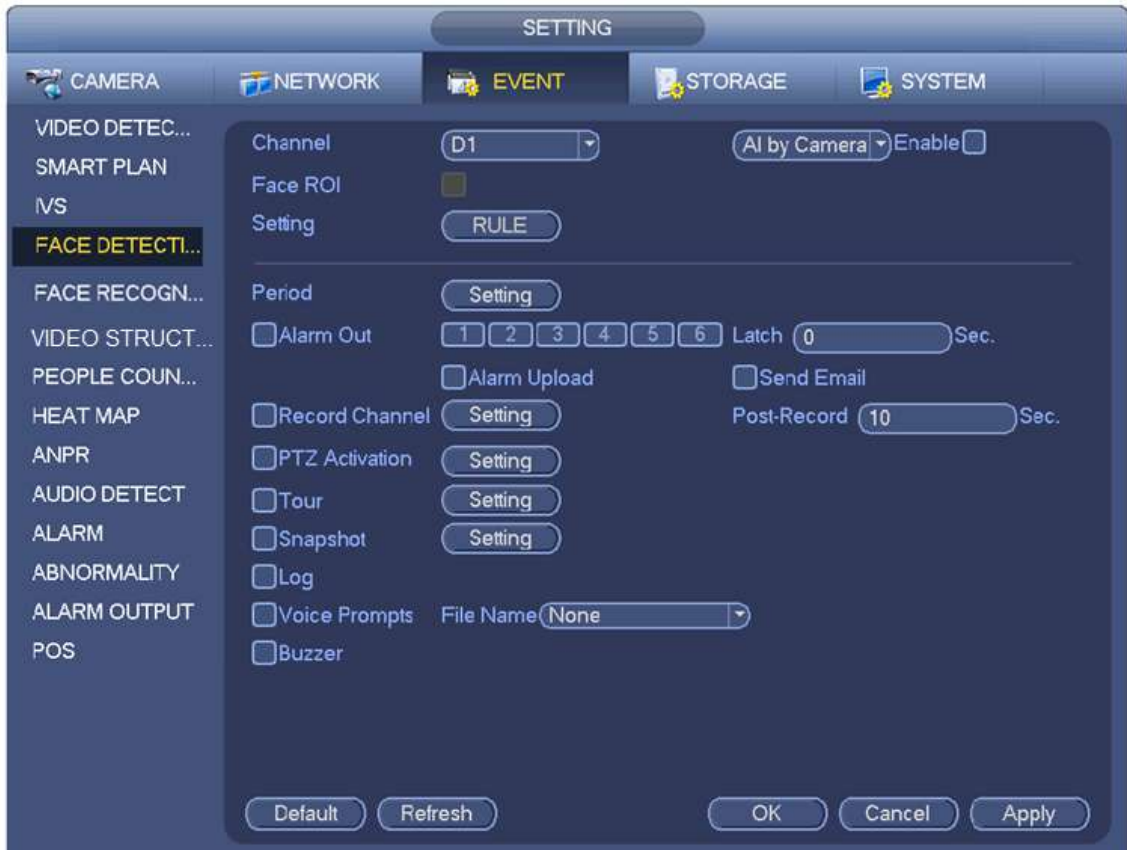 SETTING
CAMERA NETWORK EVENT STORAGE SYSTEM
VIDEO DETEC...
SMART PLAN
IVS
FACE DETECTI...
FACE RECOGN...
VIDEO STRUCT...
PEOPLE COUN...
HEAT MAP
ANPR
AUDIO DETECT
ALARM
ABNORMALITY
ALARM OUTPUT
POS
Channel D1 AI by Camera Enable
Face ROI
Setting RULE
Period Setting
Alarm Out 1 2 3 4 5 6 Latch 0 Sec.
Alarm Upload Send Email
Record Channel Setting Post-Record 10 Sec.
PTZ Activation Setting
Tour Setting
Snapshot Setting
Log
Voice Prompts File Name None
Buzzer
Default Refresh OK Cancel Apply